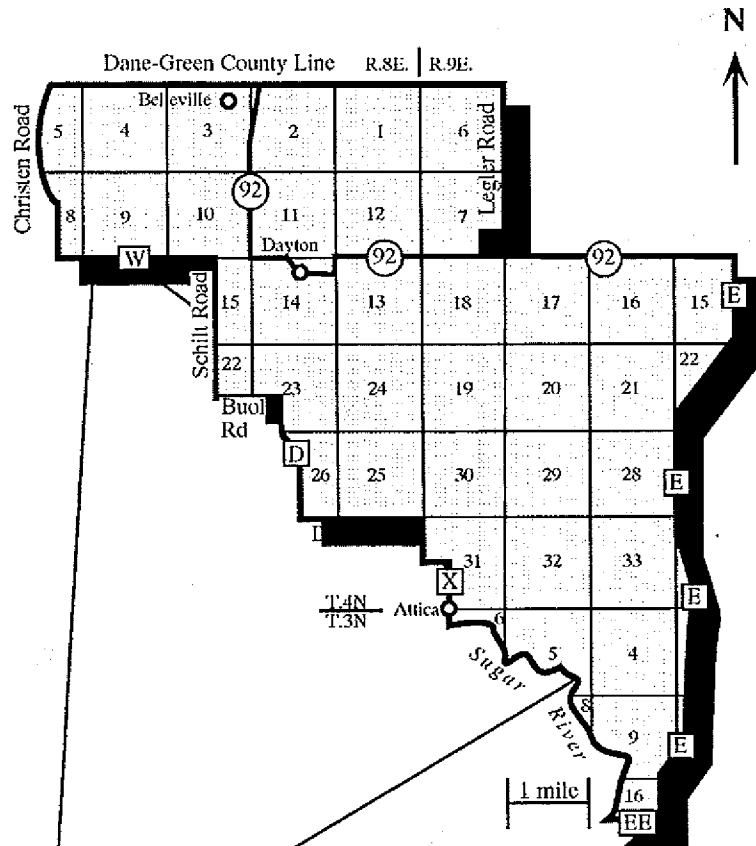 N
Dane-Green County Line R.8E. R.9E.
Belleville
Christen Road
5 4 3 2 1 6
Legler Road
92
8 9 10 11 12 7
Dayton
W 92 92
Schilt Road
15 14 13 18 17 16 15 E
22 23 24 19 20 21 22
Buol
Rd
D
26 25 30 29 28 E
31 32 33
X
T.4N
T.3N
Attica
E
6 5 4
Sugar
River
8 9 E
1 mile
16
EE